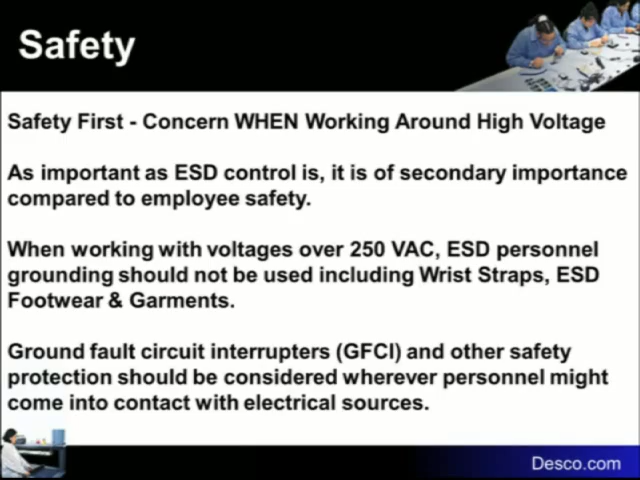 Safety
Safety First - Concern WHEN Working Around High Voltage
As important as ESD control is, it is of secondary importance
compared to employee safety.
When working with voltages over 250 VAC, ESD personnel
grounding should not be used including Wrist Straps, ESD
Footwear & Garments.
Ground fault circuit interrupters (GFCI) and other safety
protection should be considered wherever personnel might
come into contact with electrical sources.
Desco.com